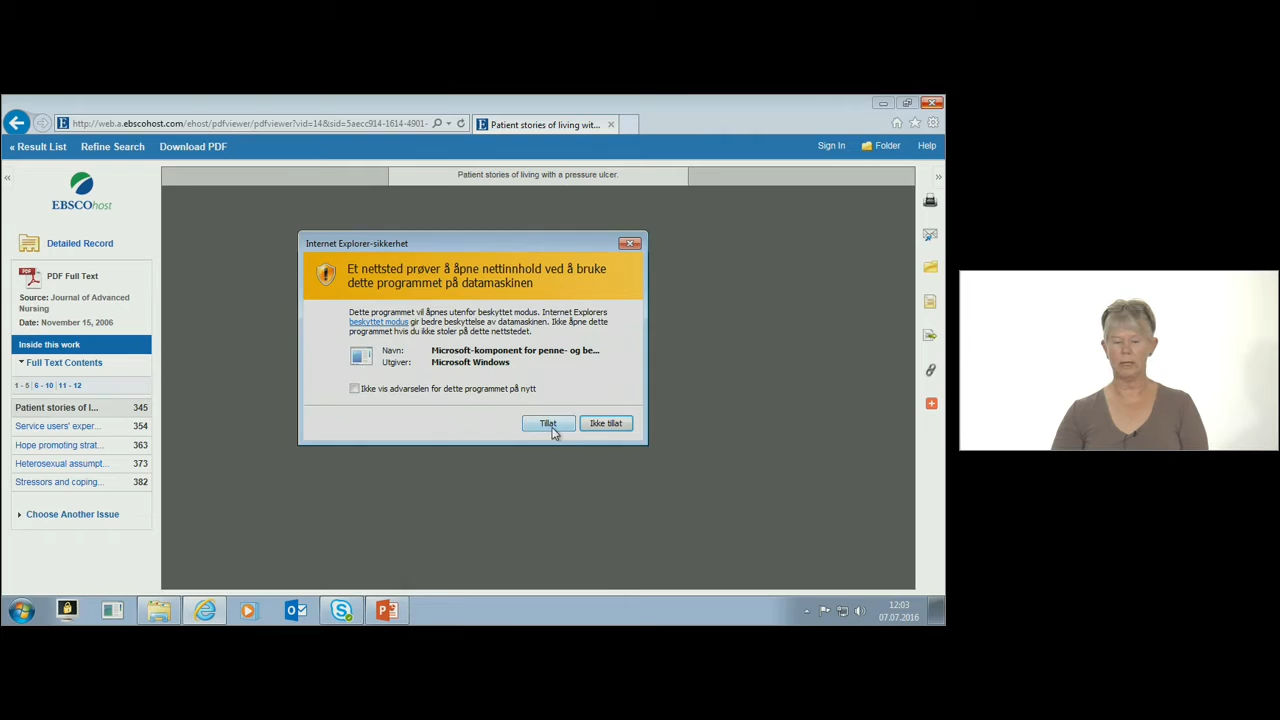 http://web.a.ebscohost.com/ehost/pdfviewer/pdfviewer?vid=14&sid=5aecc914-1614-4901-
Patient stories of living wit...
« Result List Refine Search Download PDF
Sign In Folder Help
Patient stories of living with a pressure ulcer.
EBSCOhost
Detailed Record
PDF Full Text
Source: Journal of Advanced
Nursing
Date: November 15, 2006
Inside this work
Full Text Contents
1 - 5 6 - 10 11 - 12
Patient stories of l... 345
Service users' exper... 354
Hope promoting strat... 363
Heterosexual assumpt... 373
Stressors and coping... 382
Choose Another Issue
Internet Explorer-sikkerhet
Et nettsted prøver å åpne nettinnhold ved å bruke
dette programmet på datamaskinen
Dette programmet vil åpnes utenfor beskyttet modus. Internet Explorers
beskyttet modus gir bedre beskyttelse av datamaskinen. Ikke åpne dette
programmet hvis du ikke stoler på dette nettstedet.
Navn: Microsoft-komponent for penne- og be...
Utgiver: Microsoft Windows
Ikke vis advarselen for dette programmet på nytt
Tillat Ikke tillat
12:03
07.07.2016